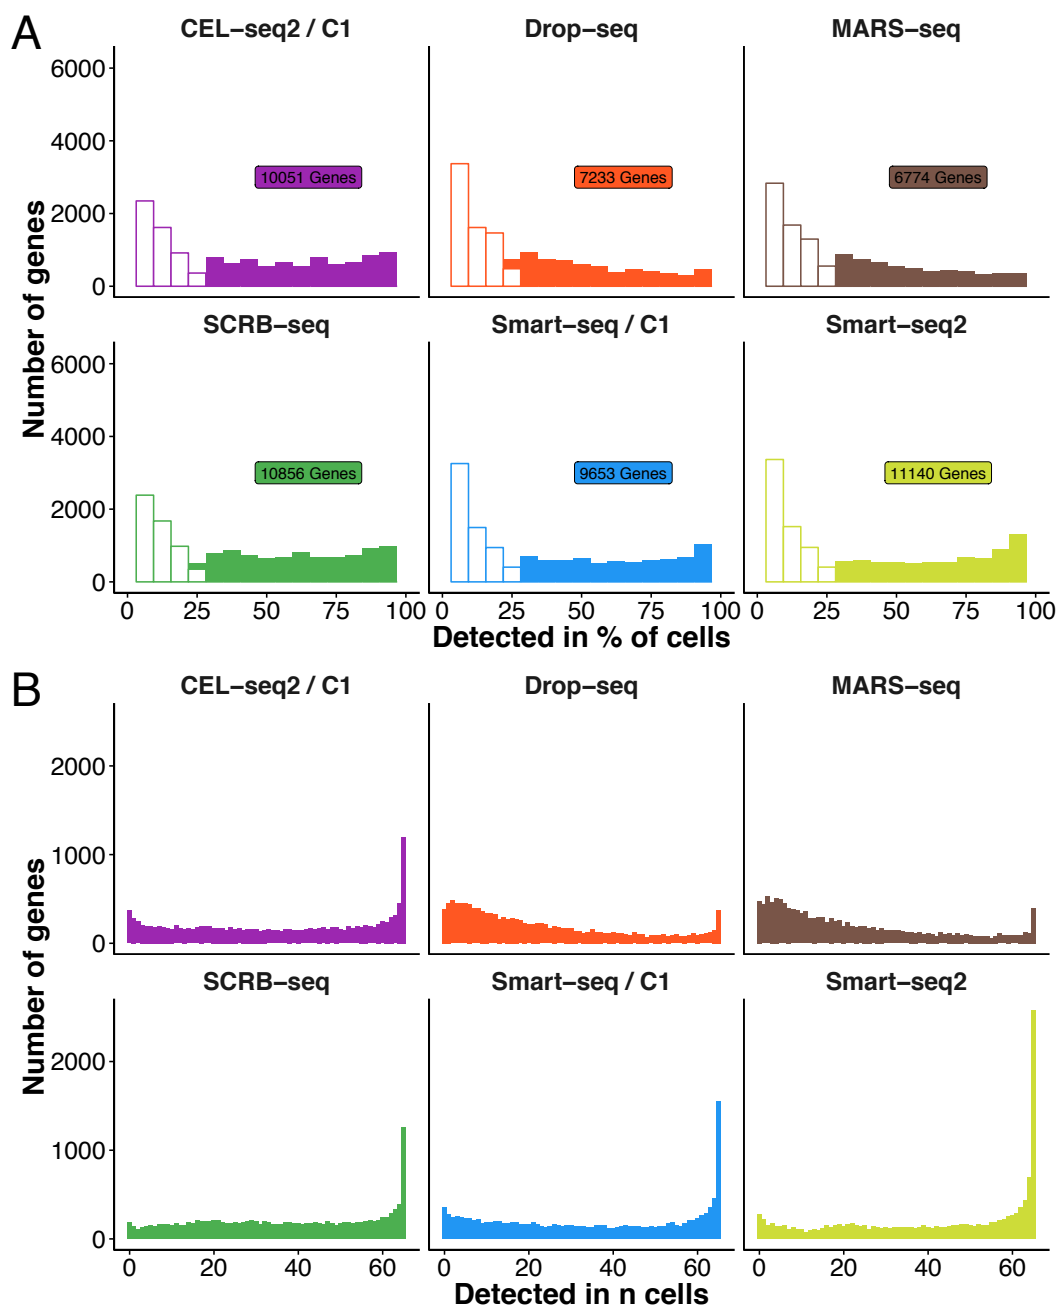 A
CEL-seq2 / C1
Drop-seq
MARS-seq
6000
4000
2000
0
10051 Genes
7233 Genes
6774 Genes
Number of genes
SCRB-seq
Smart-seq / C1
Smart-seq2
6000
4000
2000
0
10856 Genes
9653 Genes
11140 Genes
0 25 50 75 100
0 25 50 75 100
0 25 50 75 100
Detected in % of cells
B
CEL-seq2 / C1
Drop-seq
MARS-seq
2000
1000
0
Number of genes
SCRB-seq
Smart-seq / C1
Smart-seq2
2000
1000
0
0 20 40 60
0 20 40 60
0 20 40 60
Detected in n cells